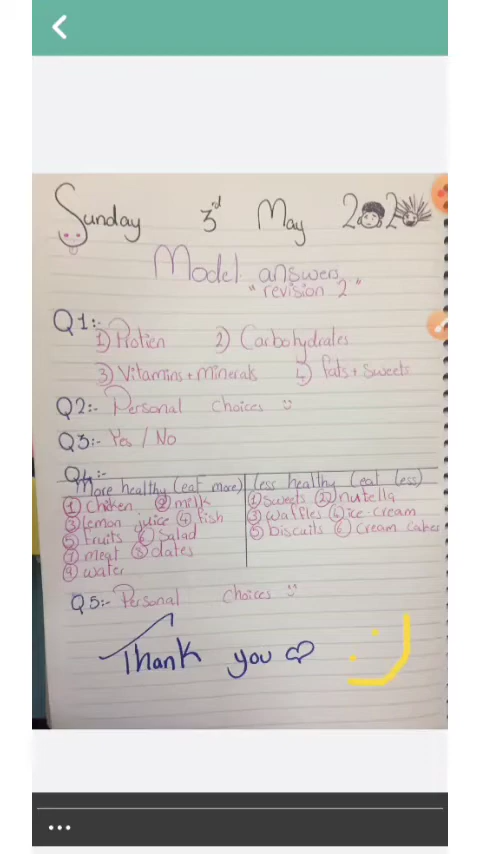 Sunday 3rd May 2020
Model answers
"revision 2"
Q1:-
1) Protien 2) Carbohydrates
3) Vitamins + minerals 4) fats + sweets
Q2:- Personal choices
Q3:- Yes / No
Q4:-
More healthy (eat more) less healthy (eat less)
① Chiken ② melk ① sweets ② nutella
③ lemon juice ④ fish ③ waffles ④ ice-cream
⑤ fruits ⑥ Salad ⑤ biscuits ⑥ Cream cakes
⑦ meat ⑧ dates
⑨ water
Q5:- Personal choices
Thank you